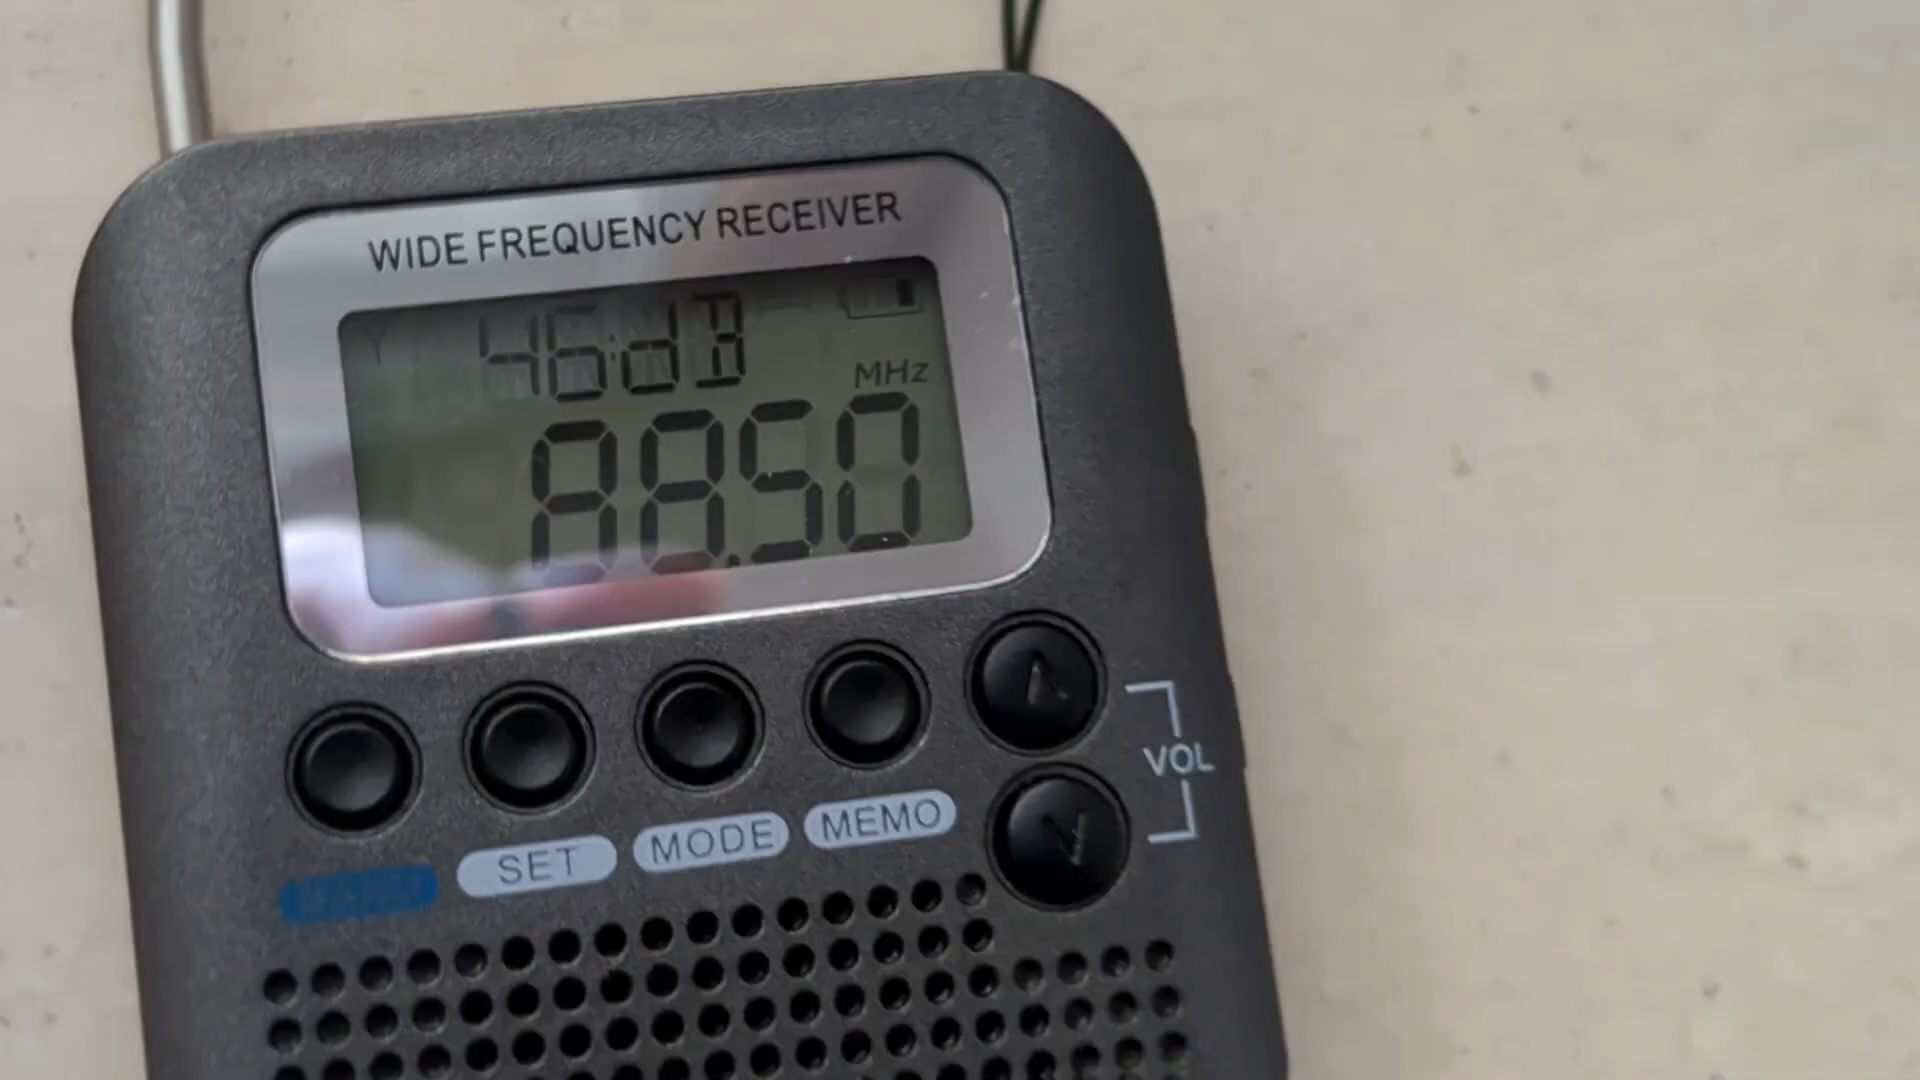 WIDE FREQUENCY RECEIVER
46dB
MHz
88.50
VOL
SET MODE MEMO